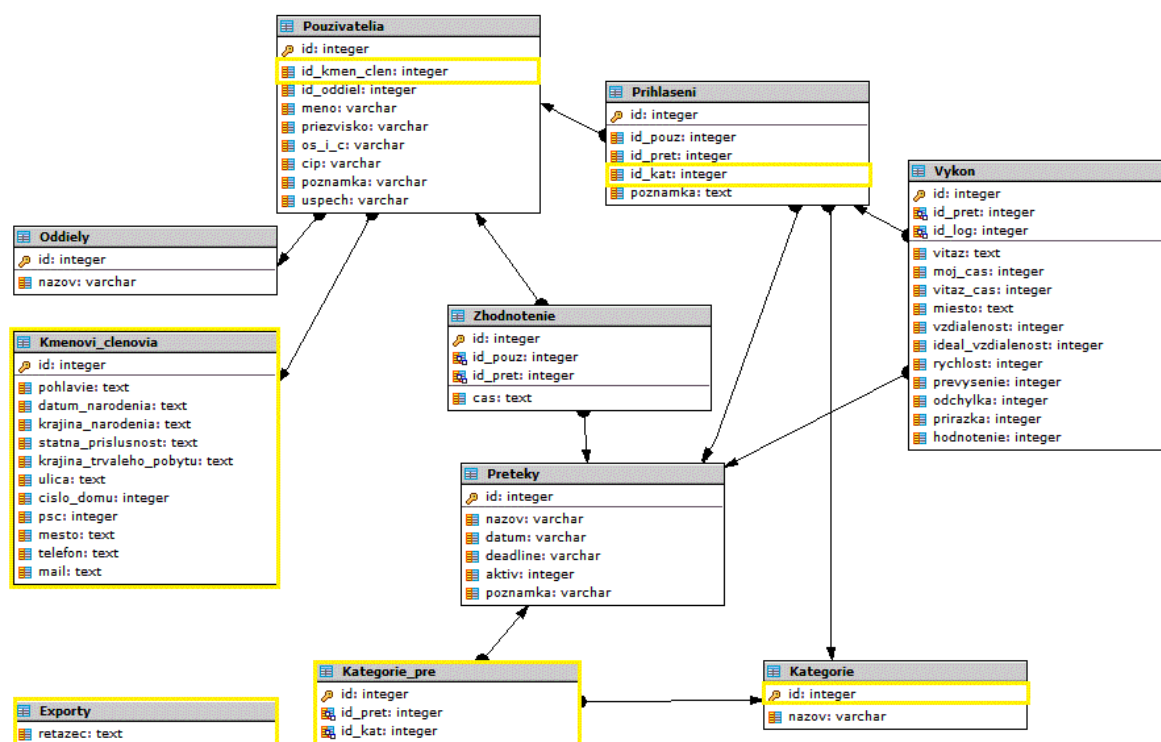 Pouzivatelia
id: integer
id_kmen_clen: integer
id_oddiel: integer
meno: varchar
priezvisko: varchar
os_i_c: varchar
cip: varchar
poznamka: varchar
uspech: varchar
Prihlaseni
id: integer
id_pouz: integer
id_pret: integer
id_kat: integer
poznamka: text
Vykon
id: integer
id_pret: integer
id_log: integer
vitaz: text
moj_cas: integer
vitaz_cas: integer
miesto: text
vzdialenost: integer
ideal_vzdialenost: integer
rychlost: integer
prevysenie: integer
odchylka: integer
prirazka: integer
hodnotenie: integer
Oddiely
id: integer
nazov: varchar
Kmenovi_clenovia
id: integer
pohlavie: text
datum_narodenia: text
krajina_narodenia: text
statna_prislusnost: text
krajina_trvaleho_pobytu: text
ulica: text
cislo_domu: integer
psc: integer
mesto: text
telefon: text
mail: text
Zhodnotenie
id: integer
id_pouz: integer
id_pret: integer
cas: text
Preteky
id: integer
nazov: varchar
datum: varchar
deadline: varchar
aktiv: integer
poznamka: varchar
Kategorie_pre
id: integer
id_pret: integer
id_kat: integer
Kategorie
id: integer
nazov: varchar
Exporty
retazec: text